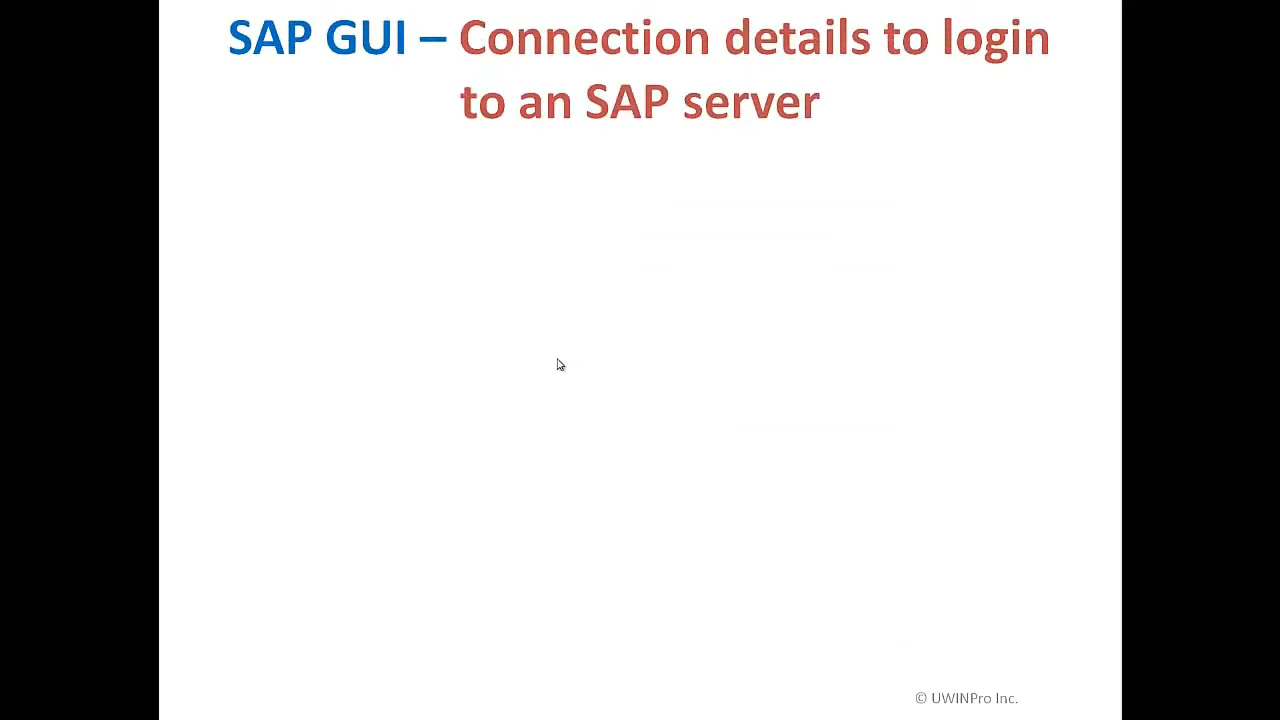 SAP GUI – Connection details to login
to an SAP server
© UWINPro Inc.